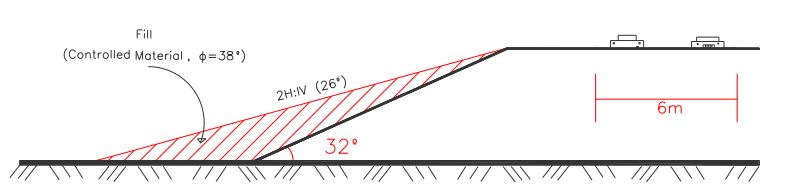 Fill
(Controlled Material , ϕ=38°)
2H:1V (26°)
6m
32°